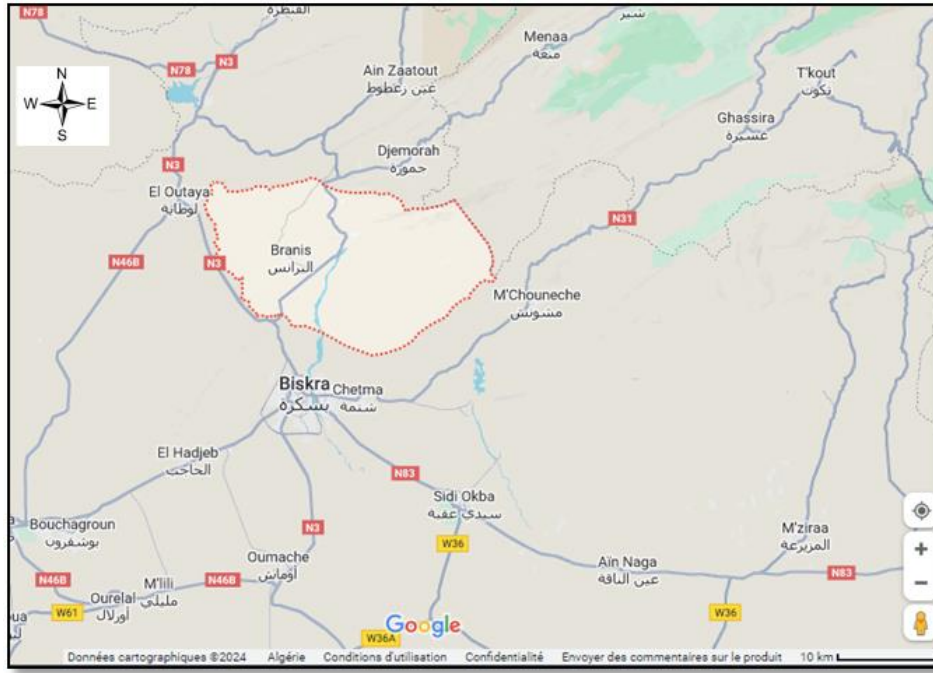 N78
القنطرة
شير
N3
Menaa
منعة
N78
Ain Zaatout
عين زعطوط
T'kout
تكوت
N
W E
S
Ghassira
غسيرة
Djemorah
جمورة
N3
El Outaya
لوطاية
N31
Branis
البرانس
N46B
N3
M'Chouneche
مشونش
Biskra
بسكرة
Chetma
شتمة
El Hadjeb
الحاجب
N83
Sidi Okba
سيدي عقبة
Bouchagroun
بوشقرون
N3
M'ziraa
المزيرعة
W36
Oumache
أوماش
Aïn Naga
عين الناقة
N46B
M'lili
مليلي
N46B
N83
Ourelal
أورلال
W61
W36
Google
W36A
Données cartographiques ©2024 Algérie Conditions d'utilisation Confidentialité Envoyer des commentaires sur le produit 10 km